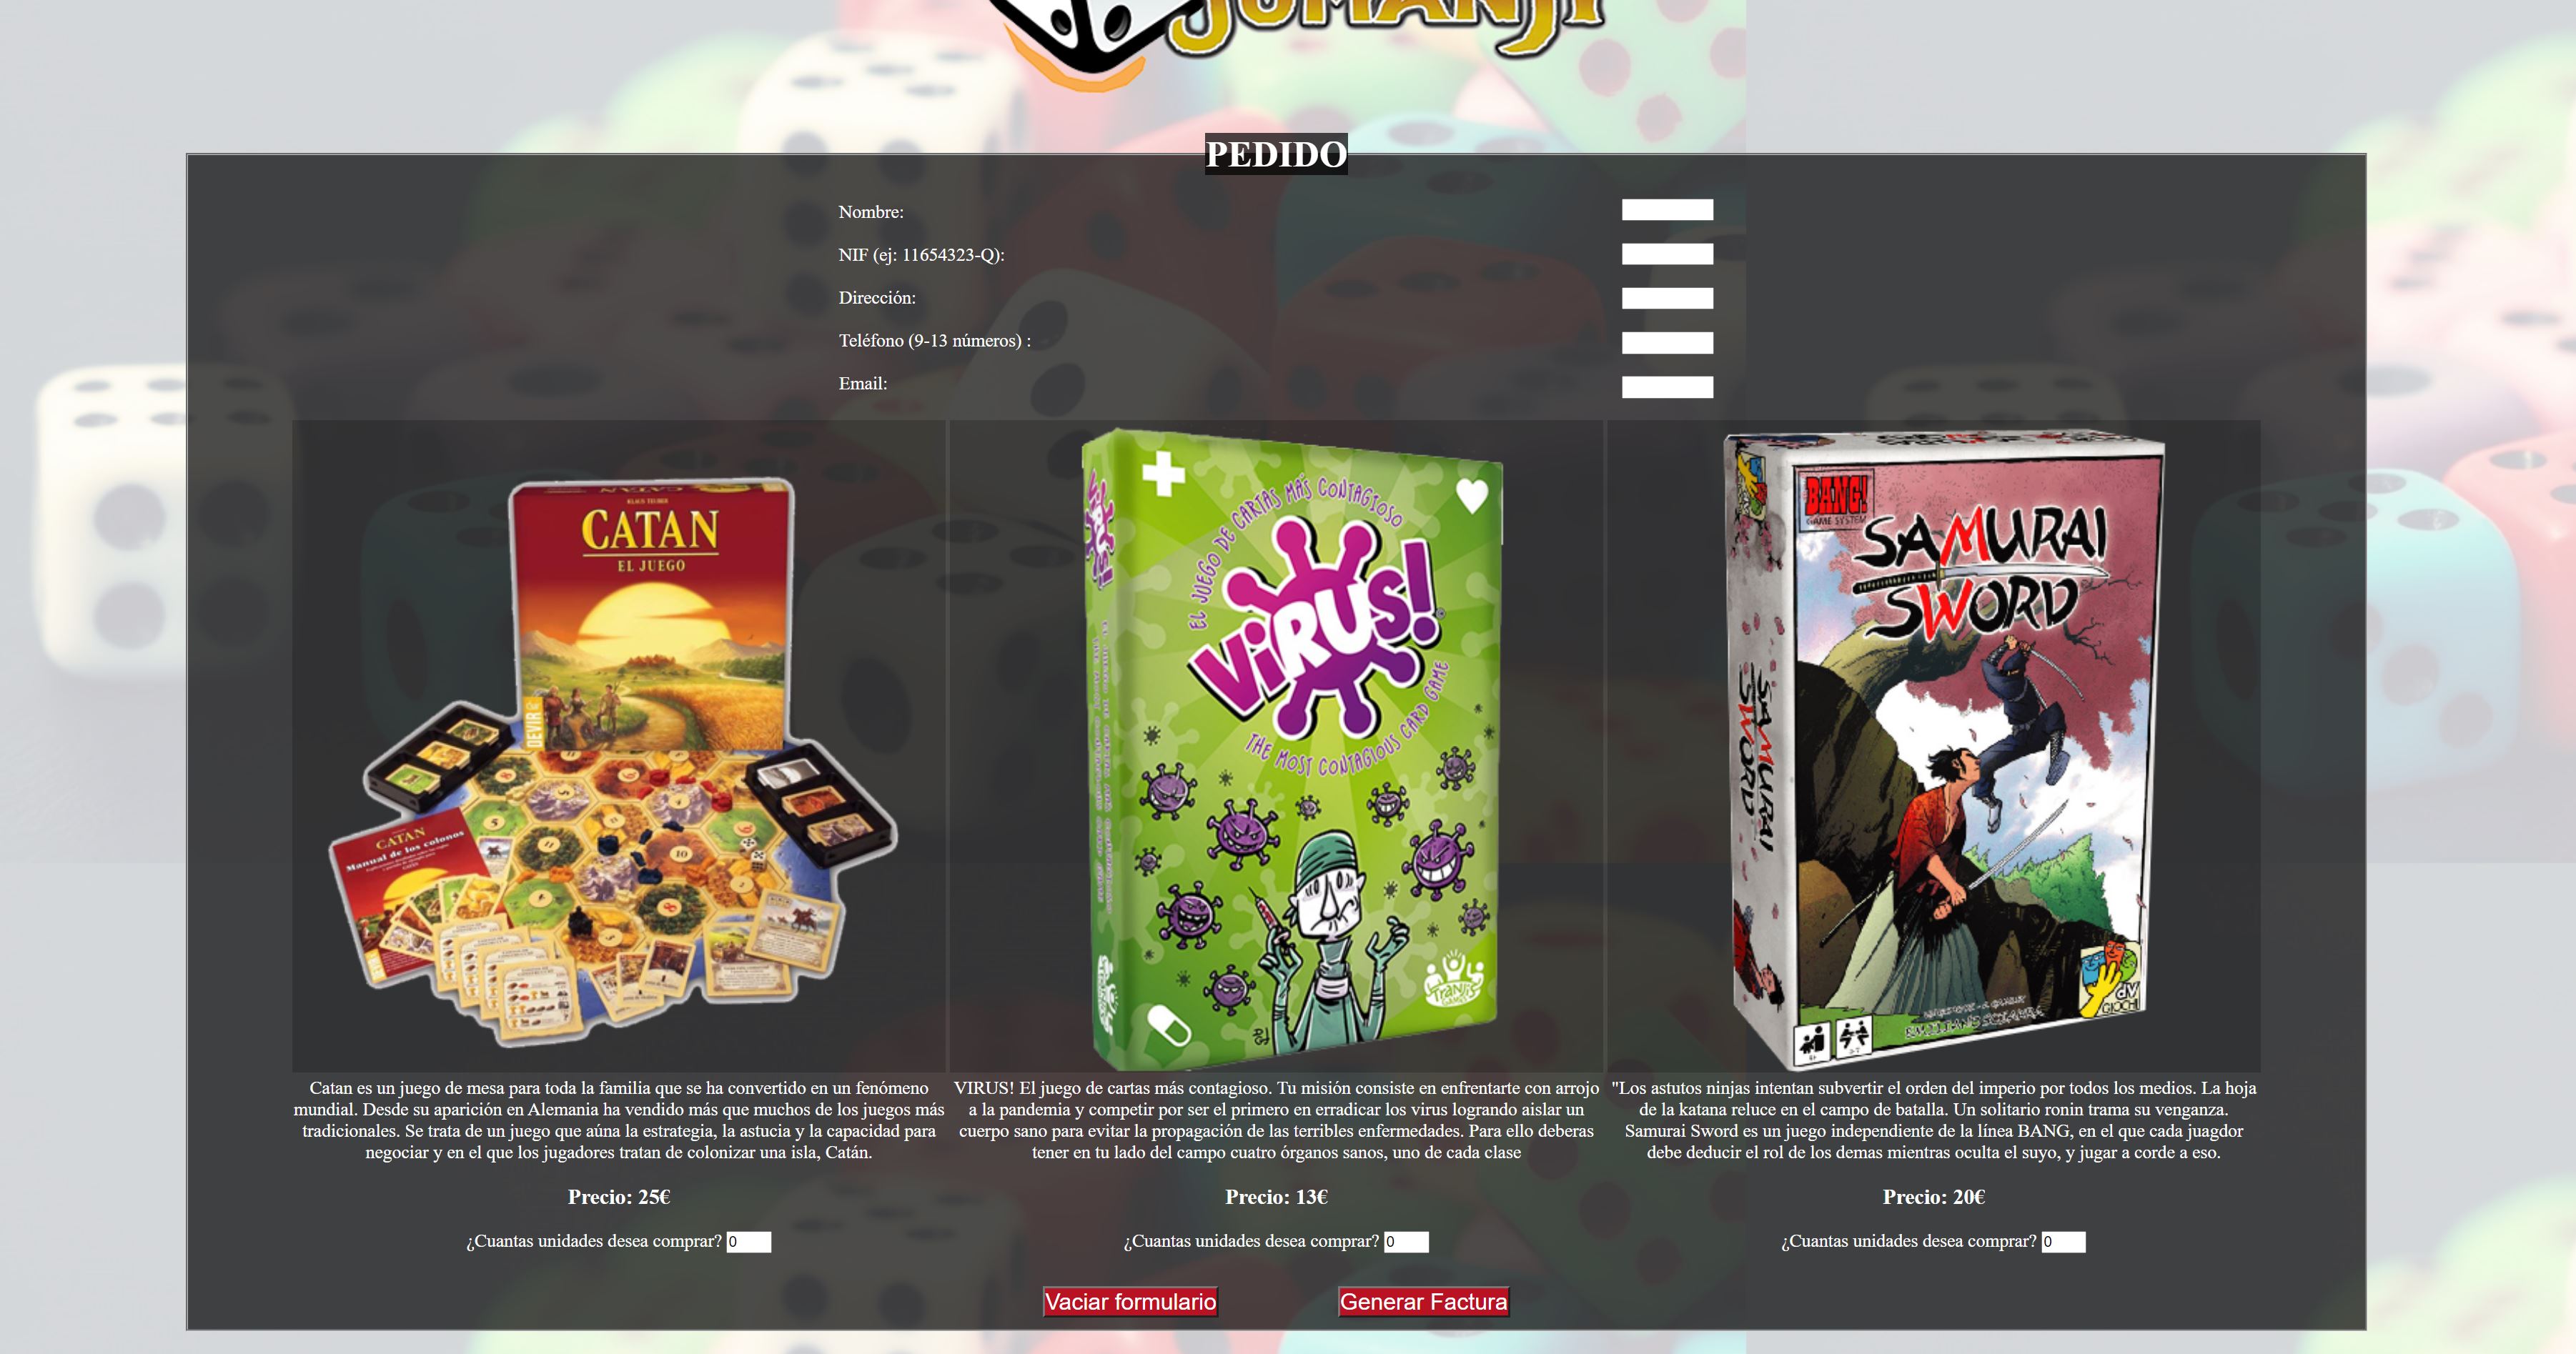 JUMANJI
PEDIDO
Nombre:
NIF (ej: 11654323-Q):
Dirección:
Teléfono (9-13 números) :
Email:
KLAUS TEUBER
CATAN
EL JUEGO
DEVIR
CATAN
Manual de los colonos
EL JUEGO DE CARTAS MÁS CONTAGIOSO
VIRUS!
THE MOST CONTAGIOUS CARD GAME
TRANJIS
GAMES
BANG!
GAME SYSTEM
SAMURAI
SWORD
SAMURAI
SWORD
dV
GIOCHI
Catan es un juego de mesa para toda la familia que se ha convertido en un fenómeno
mundial. Desde su aparición en Alemania ha vendido más que muchos de los juegos más
tradicionales. Se trata de un juego que aúna la estrategia, la astucia y la capacidad para
negociar y en el que los jugadores tratan de colonizar una isla, Catán.
Precio: 25€
¿Cuantas unidades desea comprar? 0
VIRUS! El juego de cartas más contagioso. Tu misión consiste en enfrentarte con arrojo
a la pandemia y competir por ser el primero en erradicar los virus logrando aislar un
cuerpo sano para evitar la propagación de las terribles enfermedades. Para ello deberas
tener en tu lado del campo cuatro órganos sanos, uno de cada clase
Precio: 13€
¿Cuantas unidades desea comprar? 0
"Los astutos ninjas intentan subvertir el orden del imperio por todos los medios. La hoja
de la katana reluce en el campo de batalla. Un solitario ronin trama su venganza.
Samurai Sword es un juego independiente de la línea BANG, en el que cada juagdor
debe deducir el rol de los demas mientras oculta el suyo, y jugar a corde a eso.
Precio: 20€
¿Cuantas unidades desea comprar? 0
Vaciar formulario
Generar Factura